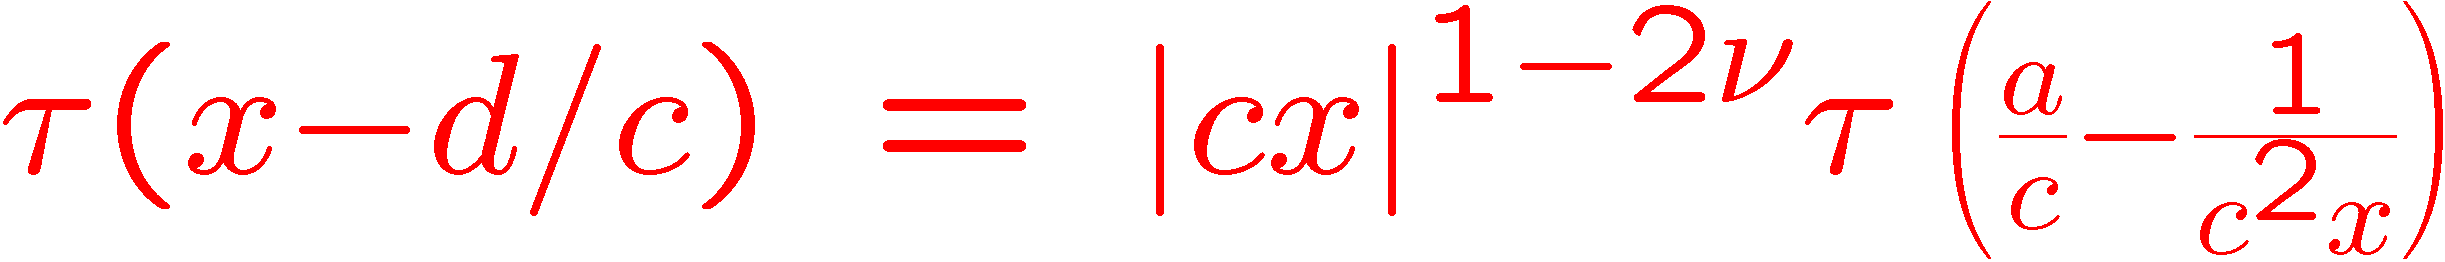 τ(x−d/c) = |cx|^{1−2ν} τ (a/c − 1/(c^2 x))